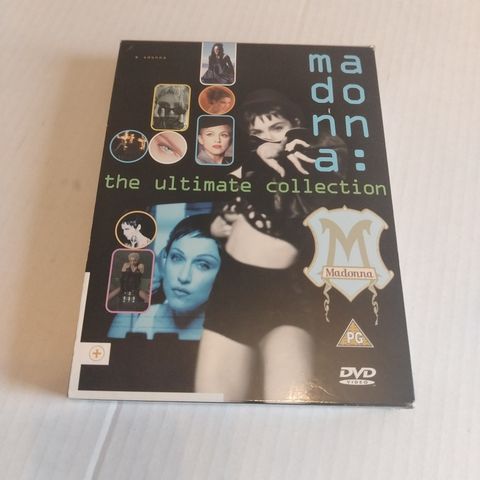 ma
do
nn
a:
the ultimate collection
M
Madonna
PG
DVD
VIDEO